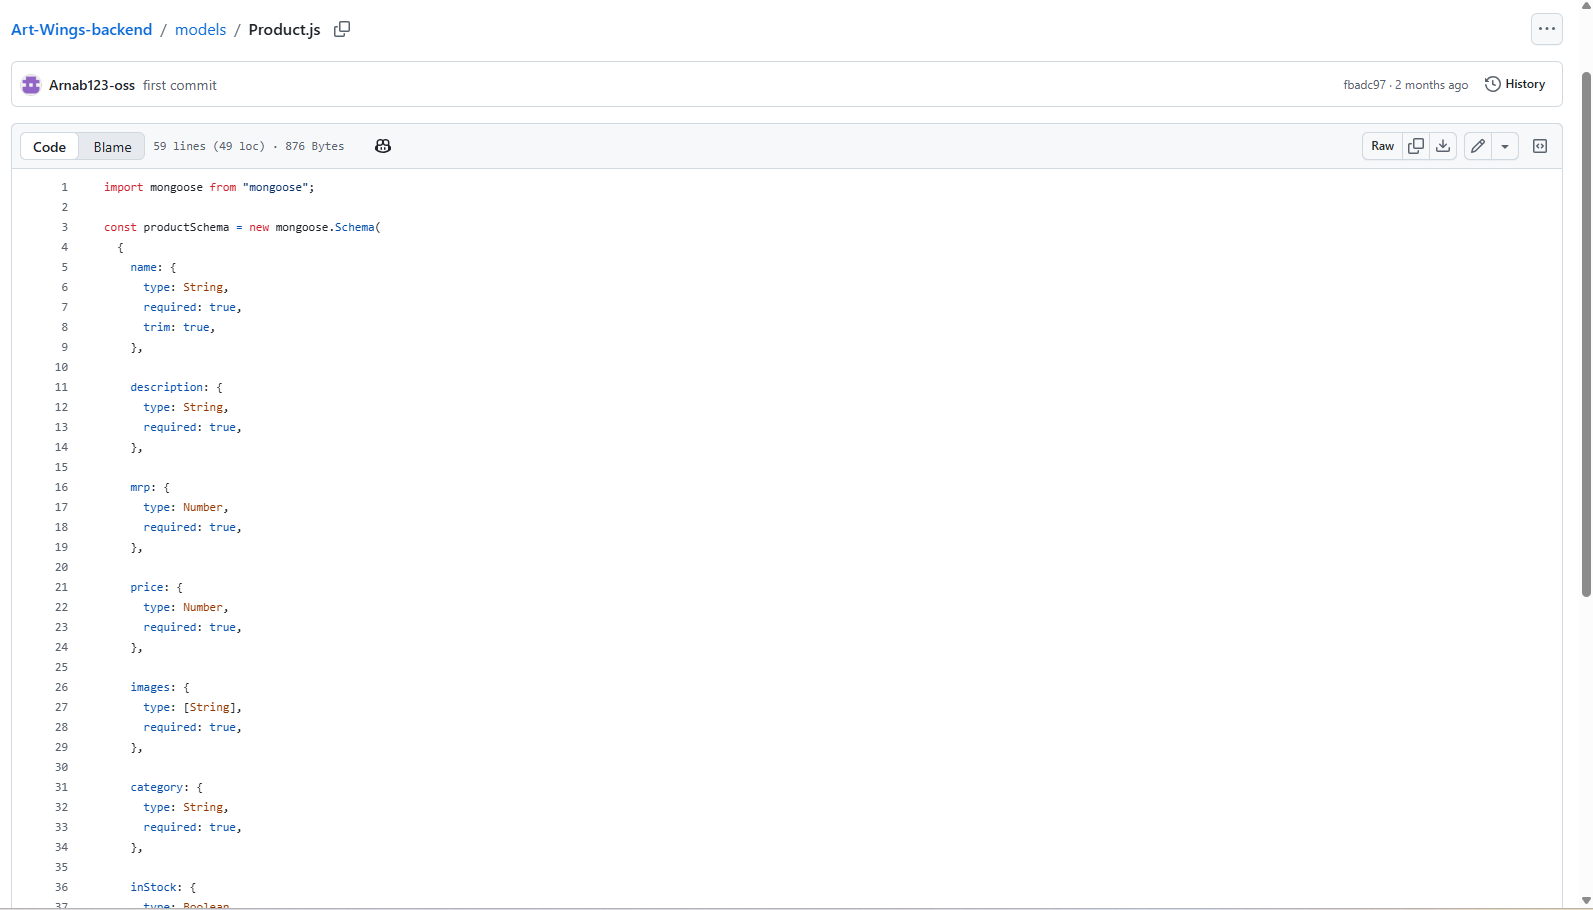 Art-Wings-backend / models / Product.js
Arnab123-oss first commit fbadc97 · 2 months ago History
Code Blame 59 lines (49 loc) · 876 Bytes Raw
1 import mongoose from "mongoose";
2
3 const productSchema = new mongoose.Schema(
4 {
5 name: {
6 type: String,
7 required: true,
8 trim: true,
9 },
10
11 description: {
12 type: String,
13 required: true,
14 },
15
16 mrp: {
17 type: Number,
18 required: true,
19 },
20
21 price: {
22 type: Number,
23 required: true,
24 },
25
26 images: {
27 type: [String],
28 required: true,
29 },
30
31 category: {
32 type: String,
33 required: true,
34 },
35
36 inStock: {
37 type: Boolean